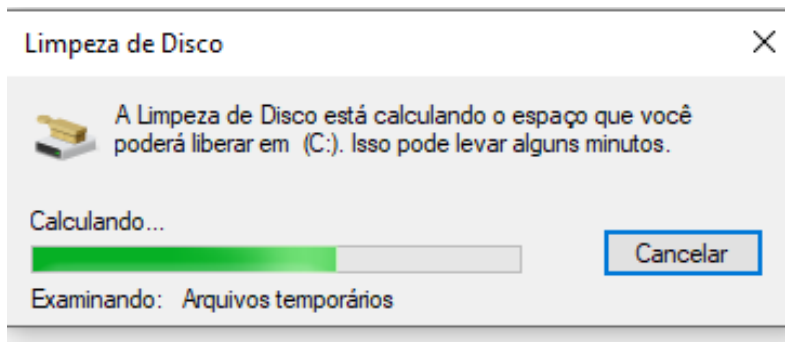 Limpeza de Disco
A Limpeza de Disco está calculando o espaço que você
poderá liberar em  (C:). Isso pode levar alguns minutos.
Calculando...
Cancelar
Examinando:   Arquivos temporários